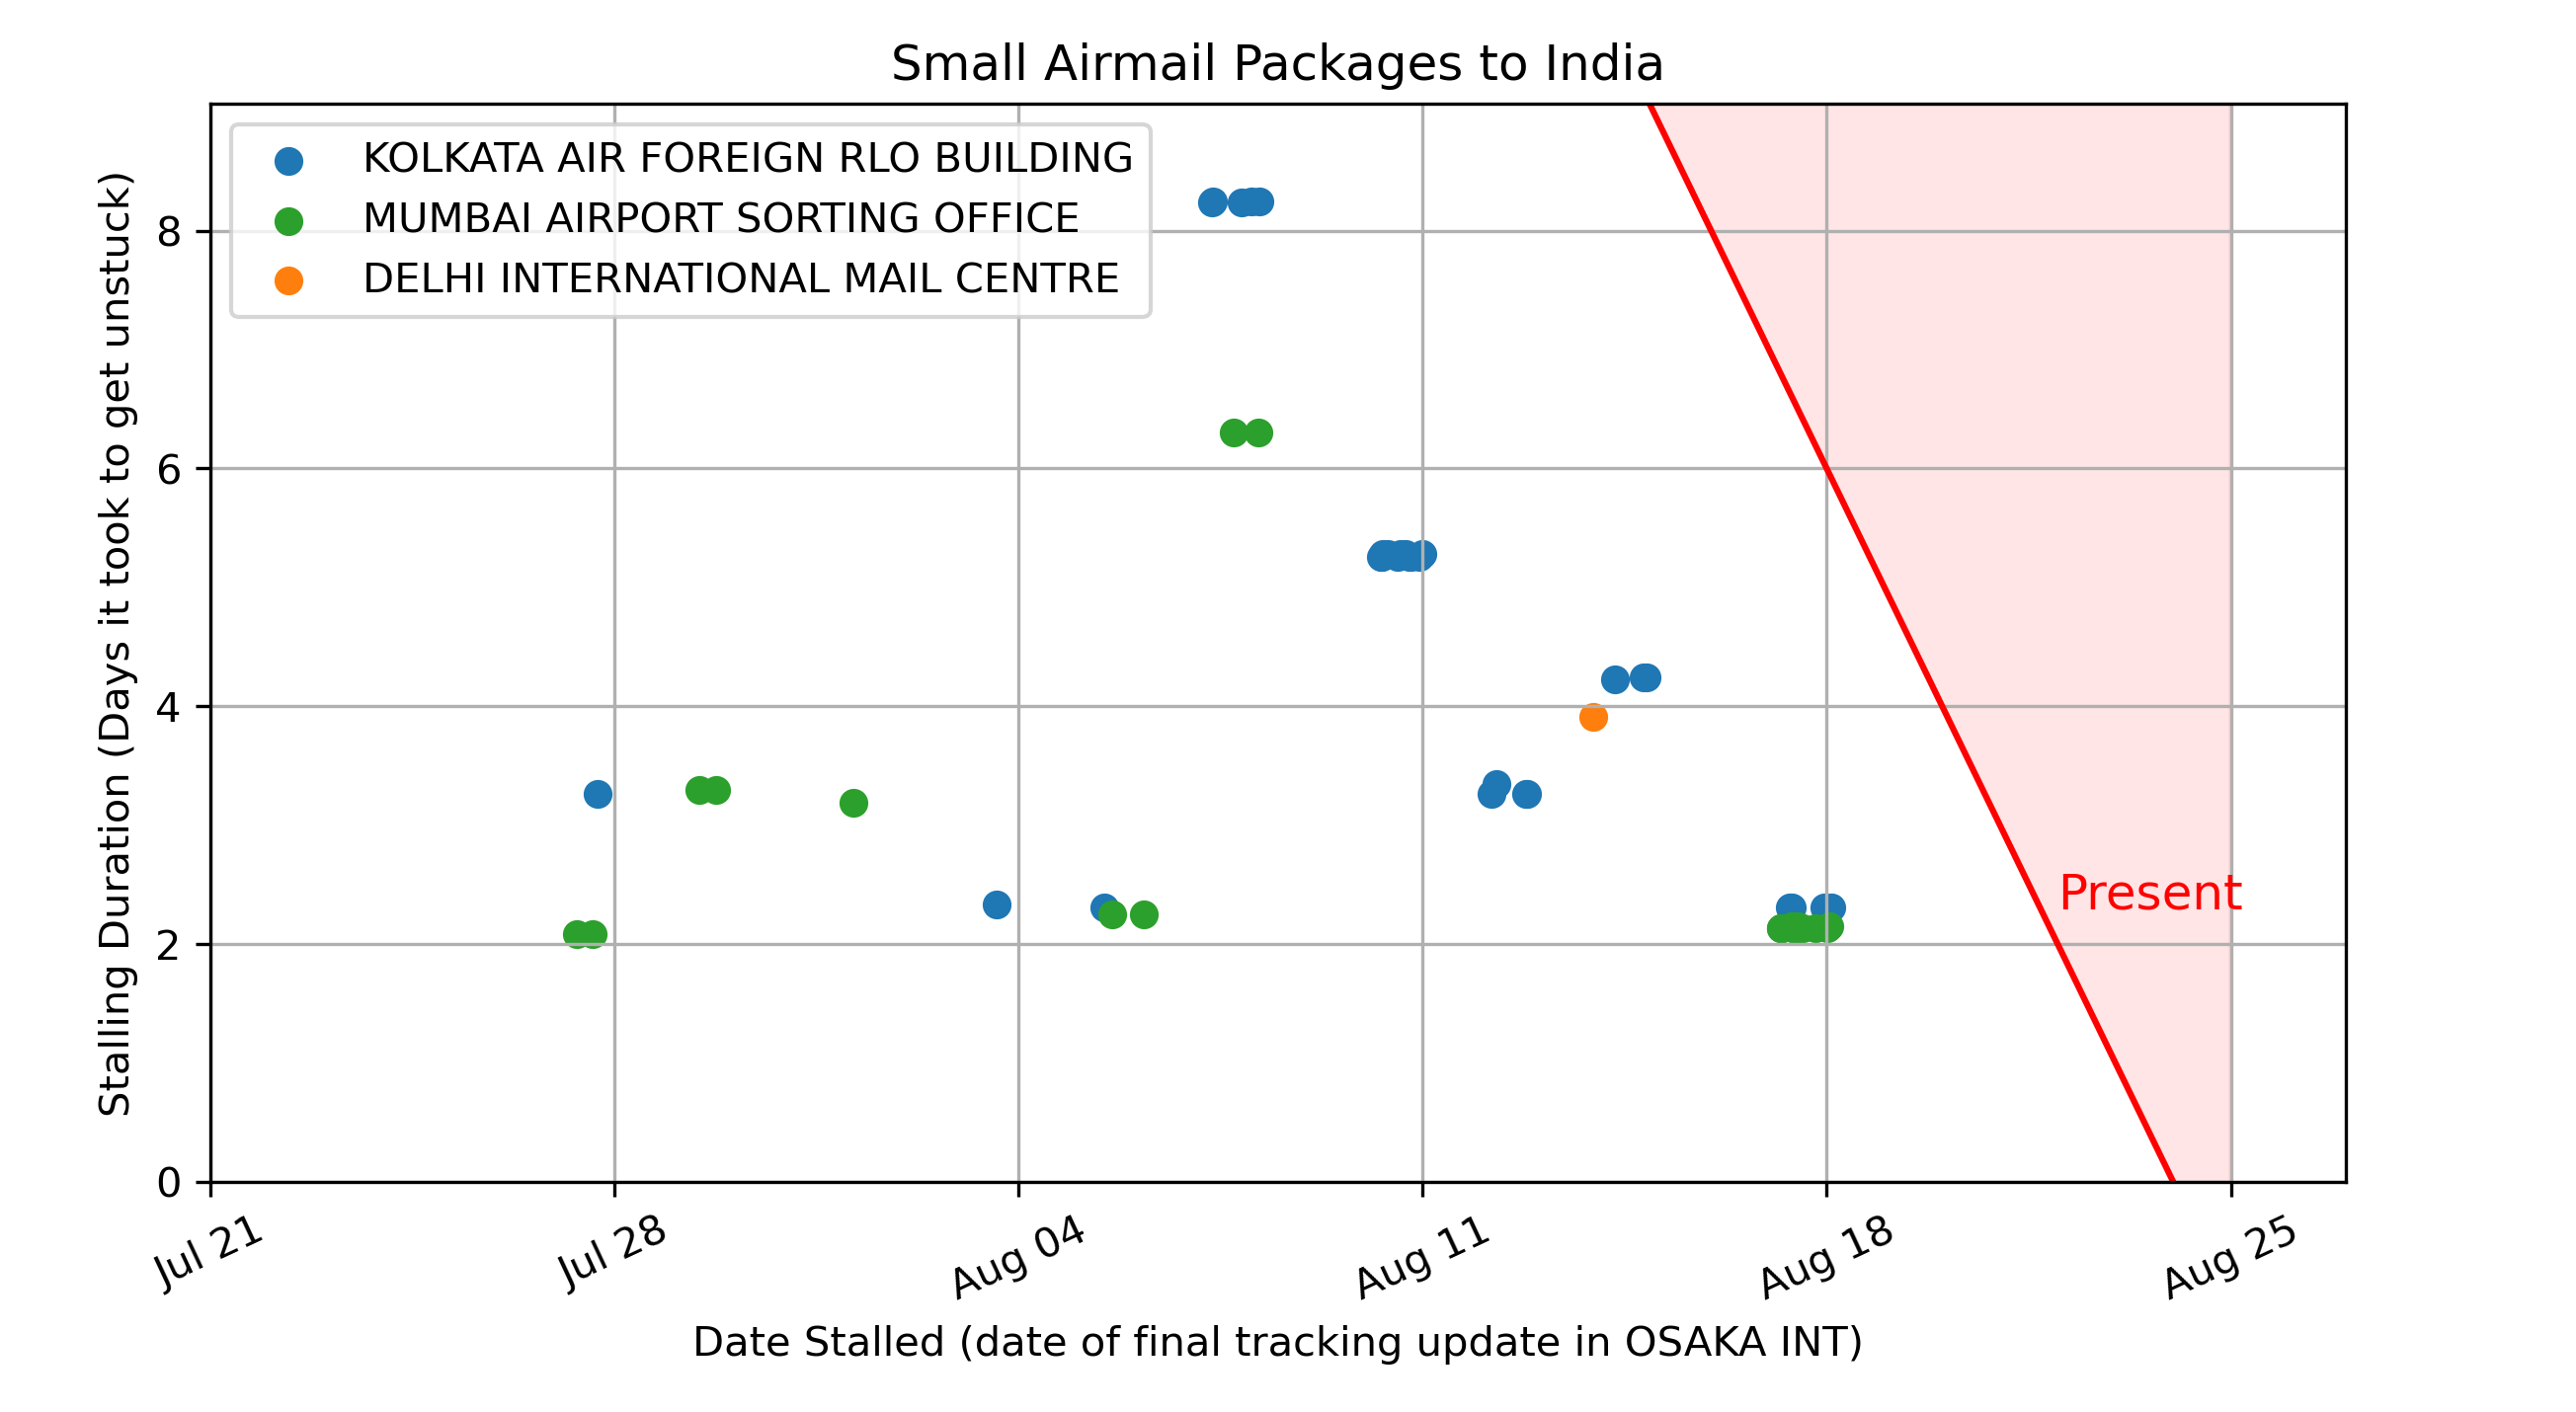 Small Airmail Packages to India
KOLKATA AIR FOREIGN RLO BUILDING
MUMBAI AIRPORT SORTING OFFICE
DELHI INTERNATIONAL MAIL CENTRE
Stalling Duration (Days it took to get unstuck)
8
6
4
2
0
Present
Jul 21
Jul 28
Aug 04
Aug 11
Aug 18
Aug 25
Date Stalled (date of final tracking update in OSAKA INT)